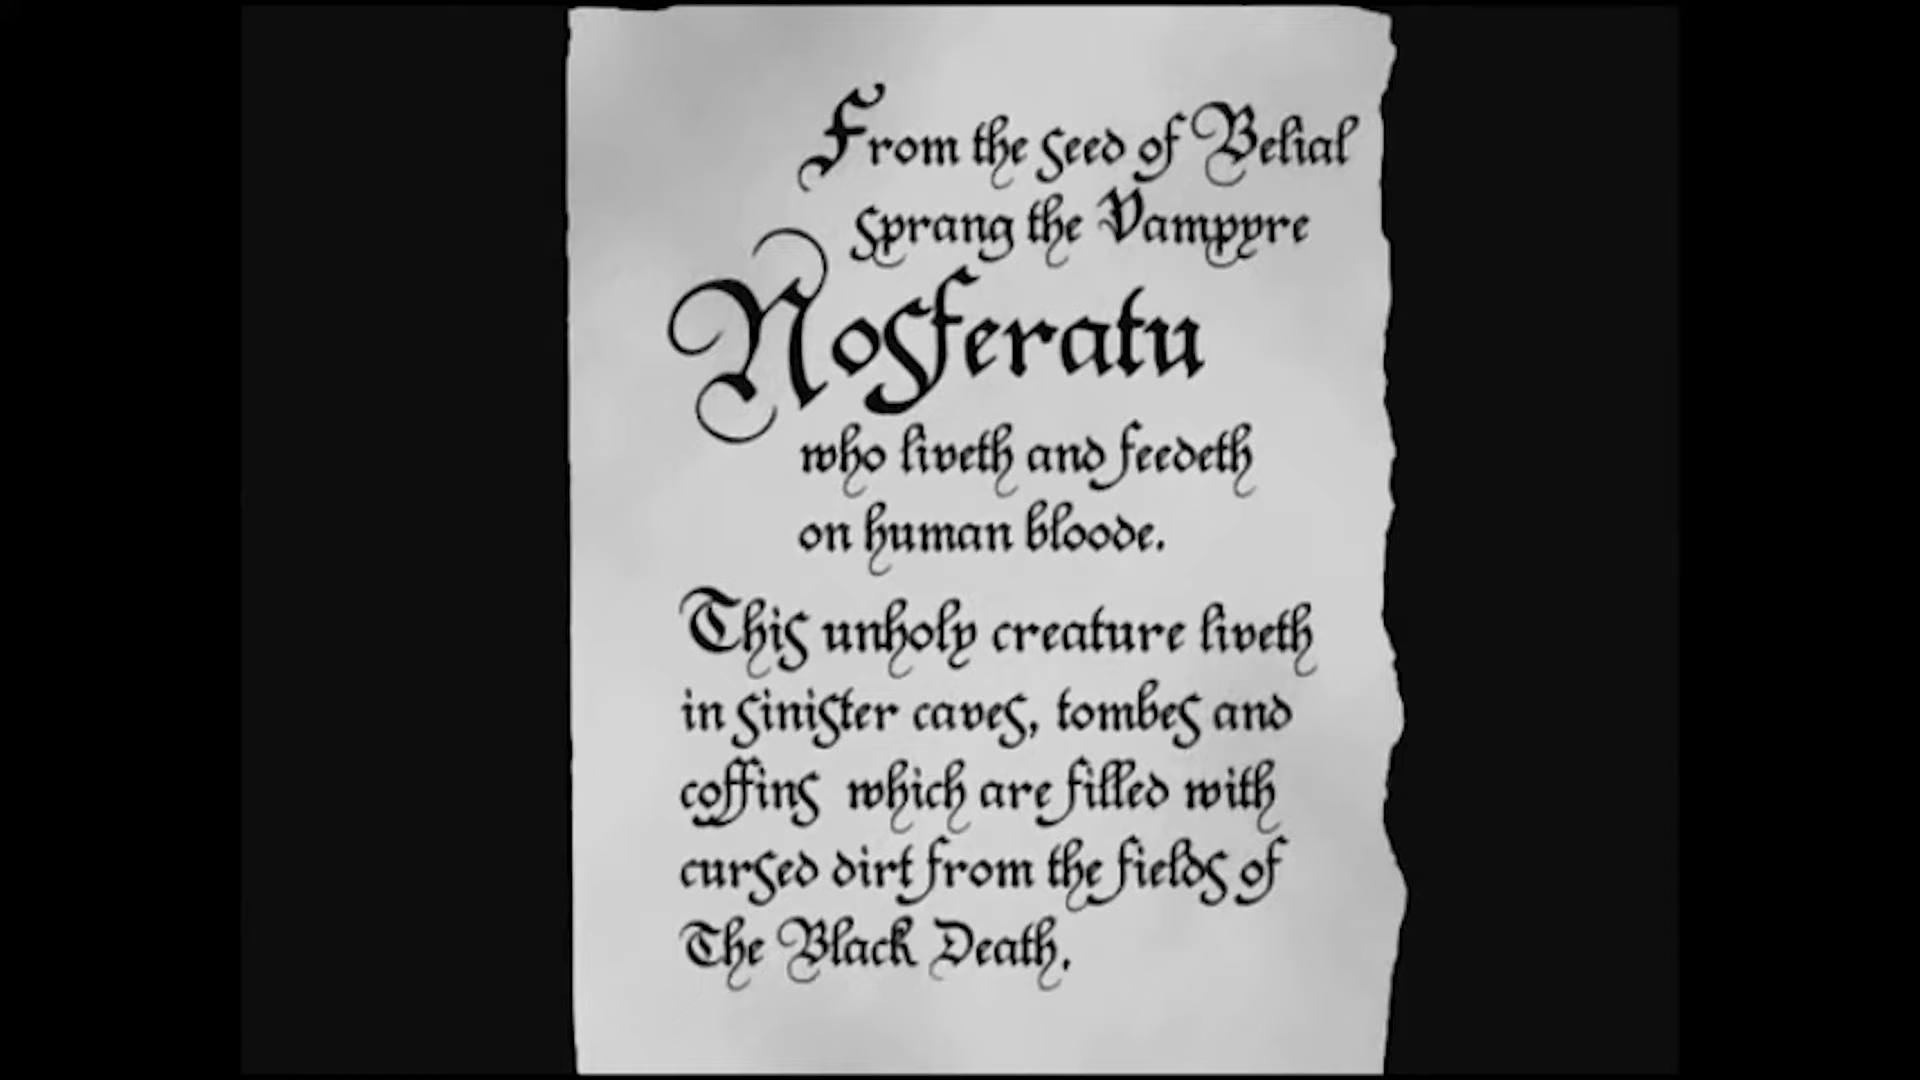 From the seed of Belial
sprang the Vampyre
Nosferatu
who liveth and feedeth
on human bloode.
This unholy creature liveth
in sinister caves, tombes and
coffins which are filled with
cursed dirt from the fields of
The Black Death.